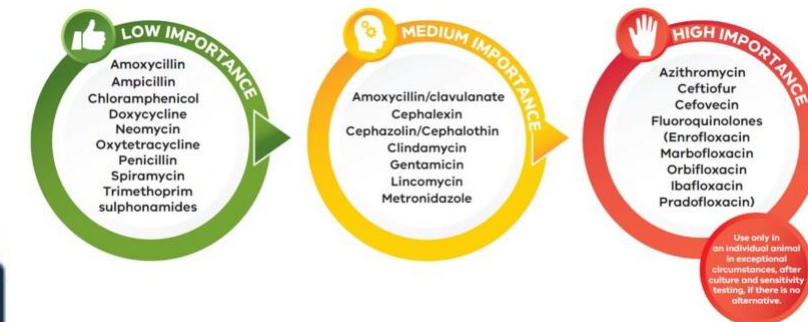 LOW IMPORTANCE
Amoxycillin
Ampicillin
Chloramphenicol
Doxycycline
Neomycin
Oxytetracycline
Penicillin
Spiramycin
Trimethoprim
sulphonamides
MEDIUM IMPORTANCE
Amoxycillin/clavulanate
Cephalexin
Cephazolin/Cephalothin
Clindamycin
Gentamicin
Lincomycin
Metronidazole
HIGH IMPORTANCE
Azithromycin
Ceftiofur
Cefovecin
Fluoroquinolones
(Enrofloxacin
Marbofloxacin
Orbifloxacin
Ibafloxacin
Pradofloxacin)
Use only in
an individual animal
in exceptional
circumstances, after
culture and sensitivity
testing, if there is no
alternative.